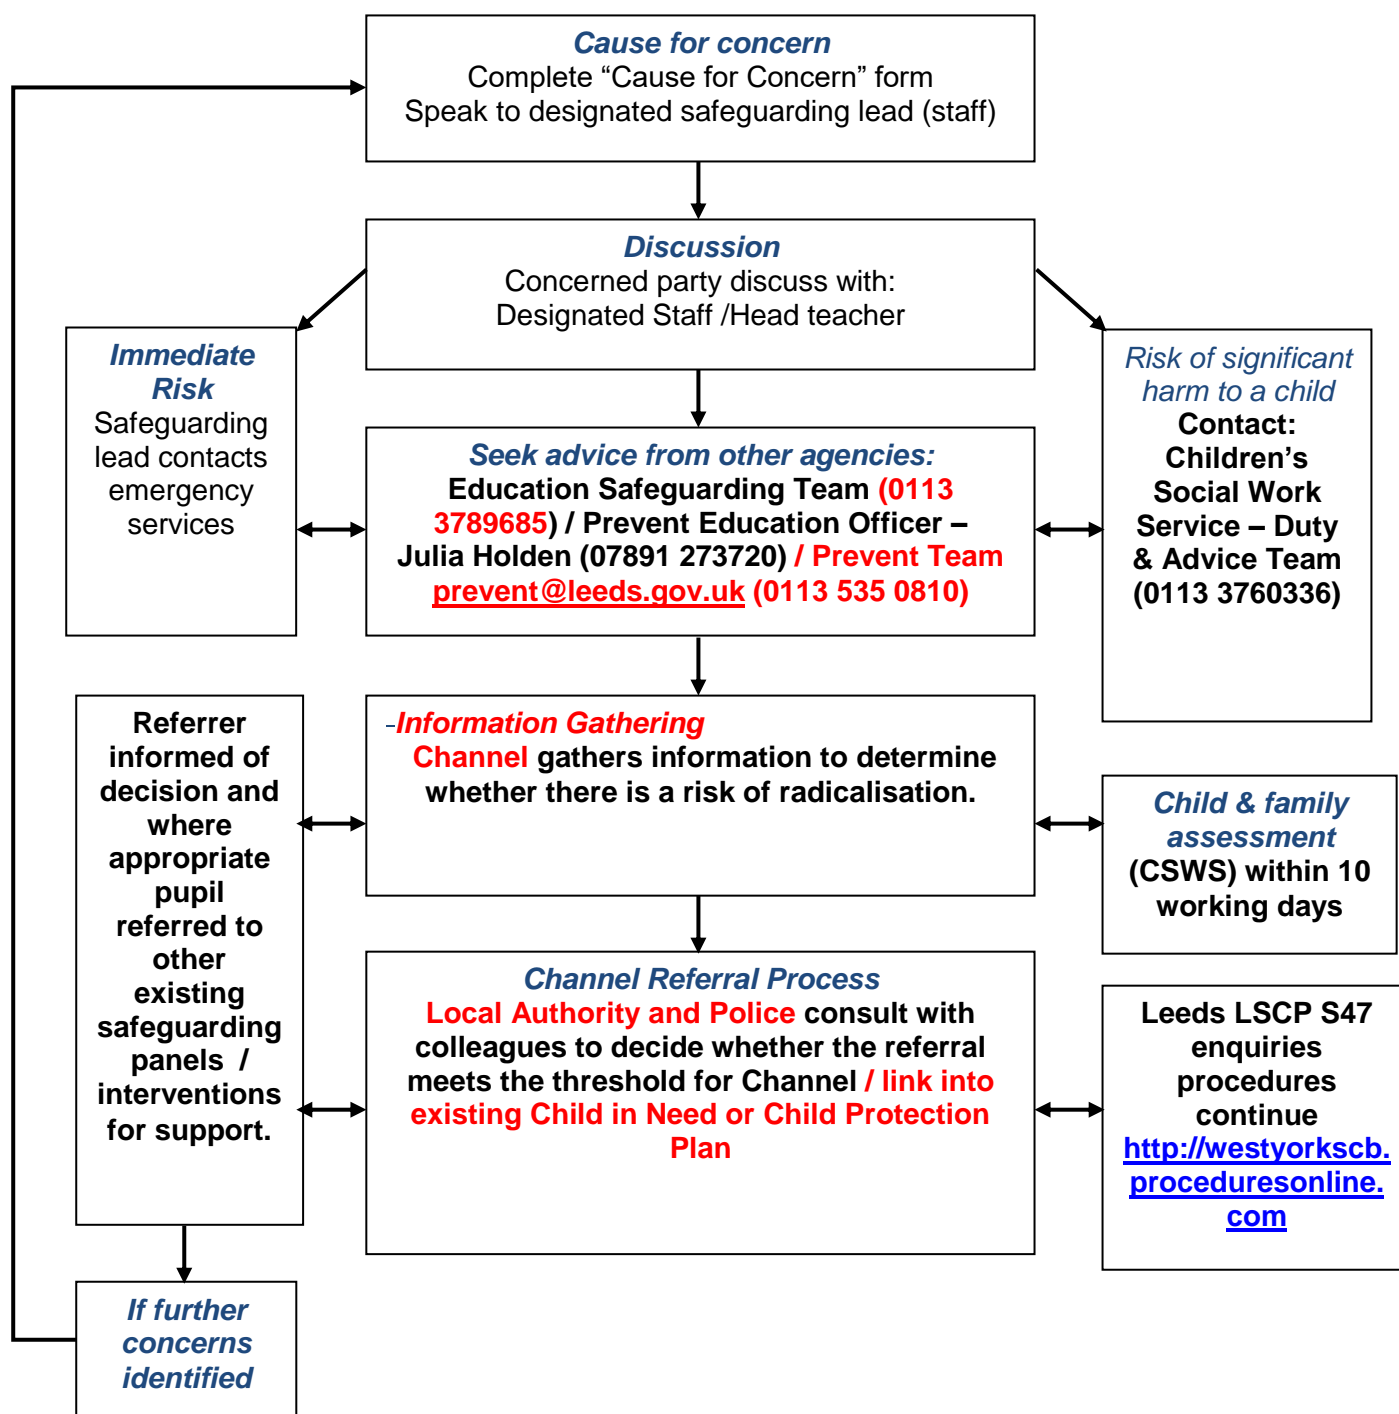 Cause for concern
Complete “Cause for Concern” form
Speak to designated safeguarding lead (staff)
Discussion
Concerned party discuss with:
Designated Staff /Head teacher
Immediate
Risk
Safeguarding
lead contacts
emergency
services
Seek advice from other agencies:
Education Safeguarding Team (0113
3789685) / Prevent Education Officer –
Julia Holden (07891 273720) / Prevent Team
prevent@leeds.gov.uk (0113 535 0810)
Risk of significant
harm to a child
Contact:
Children’s
Social Work
Service – Duty
& Advice Team
(0113 3760336)
Referrer
informed of
decision and
where
appropriate
pupil
referred to
other
existing
safeguarding
panels /
interventions
for support.
-Information Gathering
Channel gathers information to determine
whether there is a risk of radicalisation.
Child & family
assessment
(CSWS) within 10
working days
Channel Referral Process
Local Authority and Police consult with
colleagues to decide whether the referral
meets the threshold for Channel / link into
existing Child in Need or Child Protection
Plan
Leeds LSCP S47
enquiries
procedures
continue
http://westyorkscb.
proceduresonline.
com
If further
concerns
identified